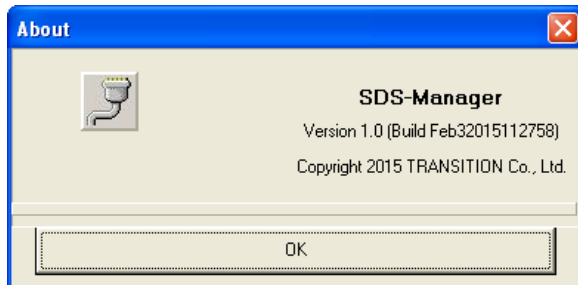 About
SDS-Manager
Version 1.0 (Build Feb32015112758)
Copyright 2015 TRANSITION Co., Ltd.
OK